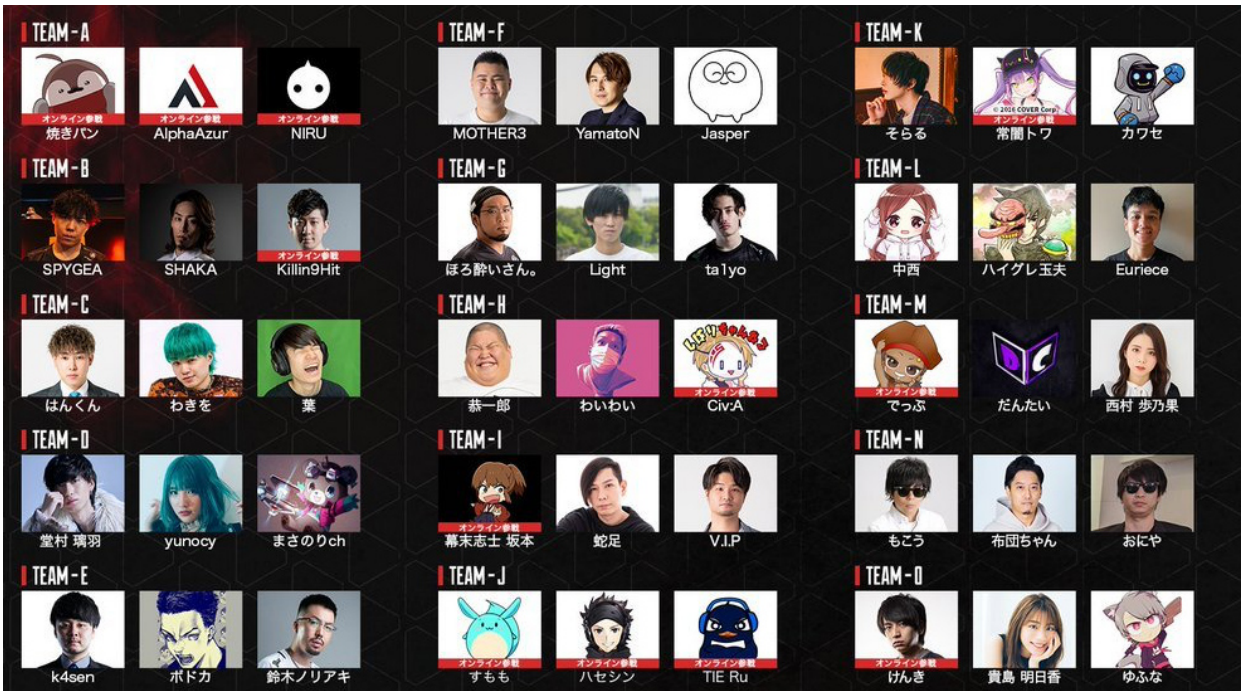 TEAM-A
オンライン参戦
焼きパン
オンライン参戦
AlphaAzur
オンライン参戦
NIRU
TEAM-B
SPYGEA
SHAKA
オンライン参戦
Killin9Hit
TEAM-C
はんくん
わきを
葉
TEAM-D
堂村 璃羽
yunocy
まさのりch
TEAM-E
k4sen
ボドカ
鈴木ノリアキ
TEAM-F
MOTHER3
YamatoN
Jasper
TEAM-G
ほろ酔いさん。
Light
ta1yo
TEAM-H
恭一郎
わいわい
しばりちゃんねる
オンライン参戦
Civ:A
TEAM-I
オンライン参戦
幕末志士 坂本
蛇足
V.I.P
TEAM-J
オンライン参戦
すもも
オンライン参戦
ハセシン
オンライン参戦
TIE Ru
TEAM-K
そらる
© 2016 COVER Corp
オンライン参戦
常闇トワ
カワセ
TEAM-L
中西
ハイグレ玉夫
Euriece
TEAM-M
オンライン参戦
でっぷ
DC
だんたい
西村 歩乃果
TEAM-N
もこう
布団ちゃん
おにや
TEAM-O
オンライン参戦
けんき
貴島 明日香
ゆふな